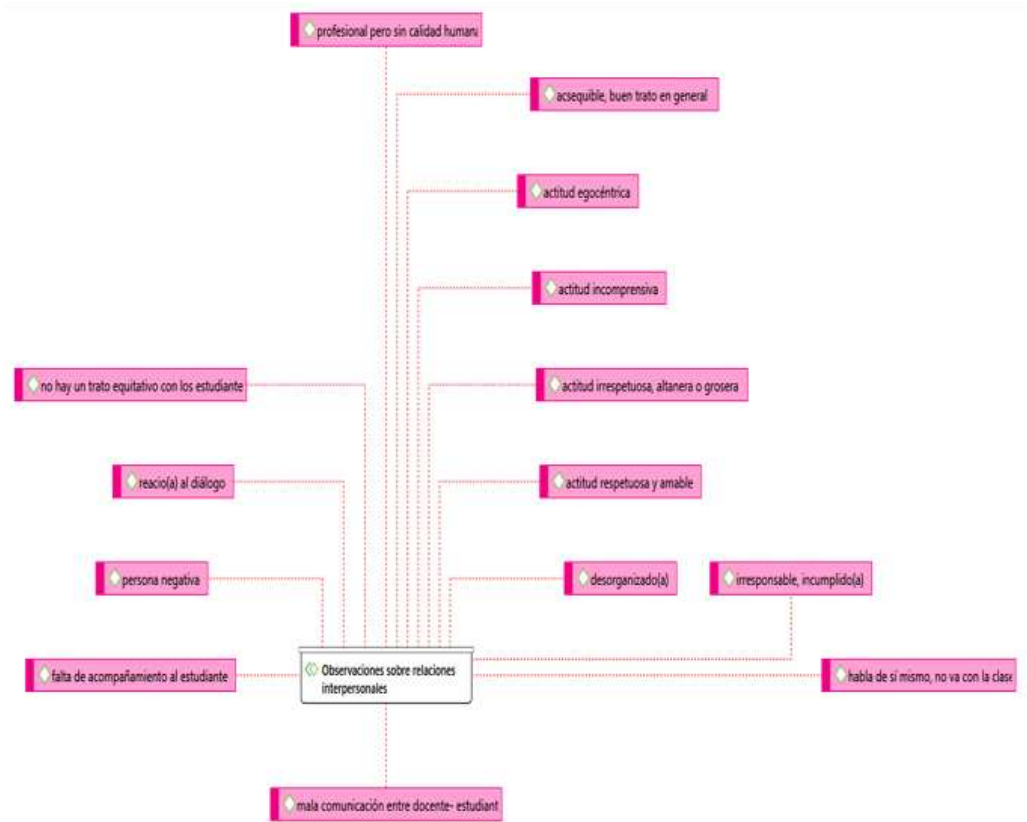 profesional pero sin calidad humana
acsequible, buen trato en general
actitud egocéntrica
actitud incomprensiva
no hay un trato equitativo con los estudiante
actitud irrespetuosa, altanera o grosera
reacio(a) al diálogo
actitud respetuosa y amable
persona negativa
desorganizado(a)
irresponsable, incumplido(a)
falta de acompañamiento al estudiante
Observaciones sobre relaciones
interpersonales
habla de sí mismo, no va con la clase
mala comunicación entre docente- estudiant